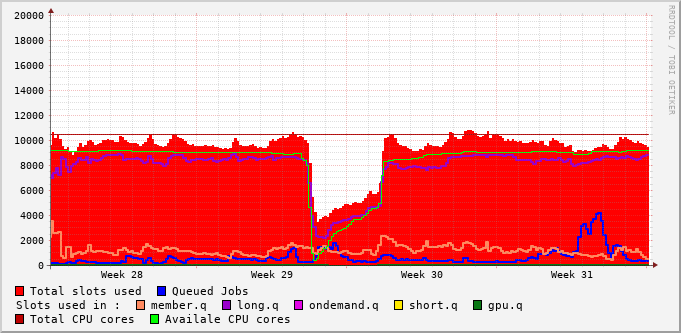 20000
18000
16000
14000
12000
10000
8000
6000
4000
2000
0
Week 28 Week 29 Week 30 Week 31
Total slots used Queued Jobs
Slots used in : member.q long.q ondemand.q short.q gpu.q
Total CPU cores Availale CPU cores
RRDTOOL / TOBI OETIKER